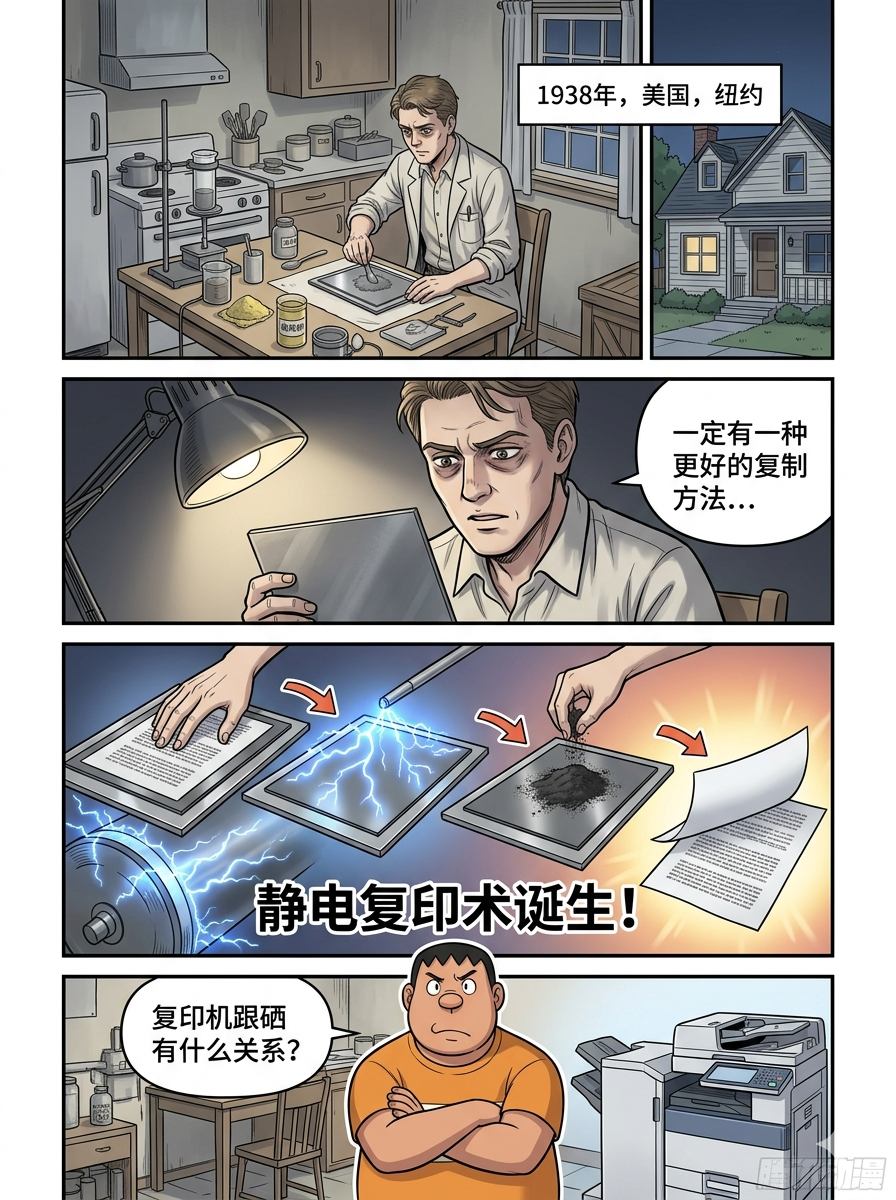 1938年，美国，纽约
一定有一种
更好的复制
方法…
静电复印术诞生！
复印机跟硒
有什么关系？